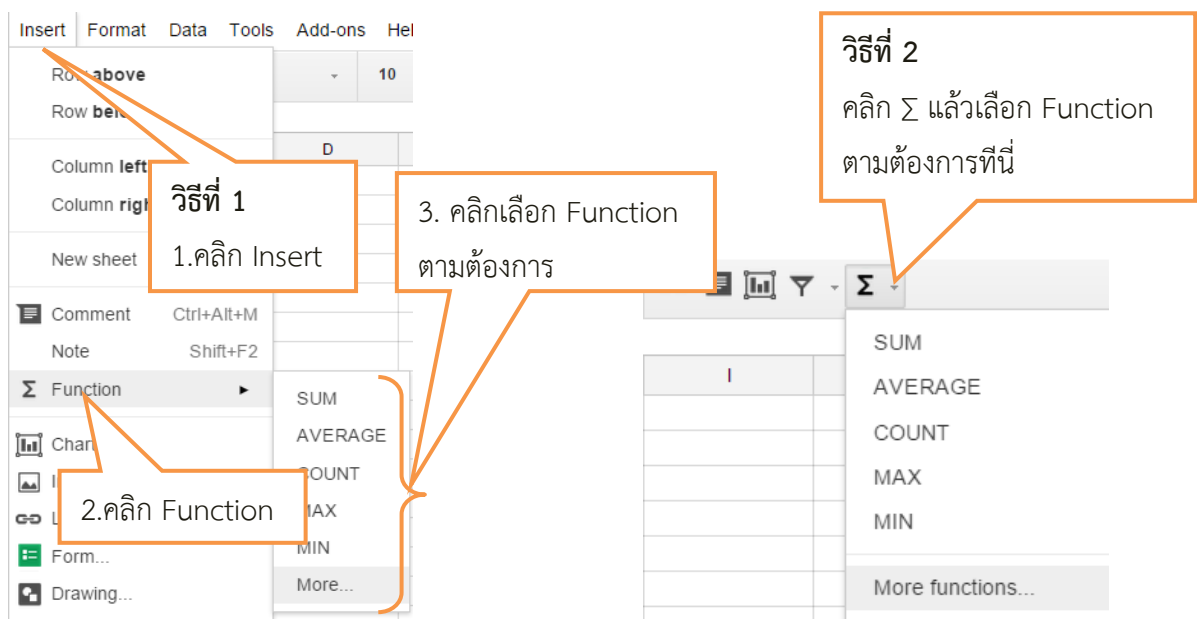 Insert Format Data Tools Add-ons Hel
Row above
10
Row belo
D
Column left
Column righ
New sheet
วิธีที่ 1
1.คลิก Insert
3. คลิกเลือก Function
ตามต้องการ
Comment Ctrl+Alt+M
Note Shift+F2
Σ Function
SUM
AVERAGE
COUNT
MAX
MIN
More...
Chart
2.คลิก Function
Form...
Drawing...
วิธีที่ 2
คลิก Σ แล้วเลือก Function
ตามต้องการทีนี่
Σ
I
SUM
AVERAGE
COUNT
MAX
MIN
More functions...